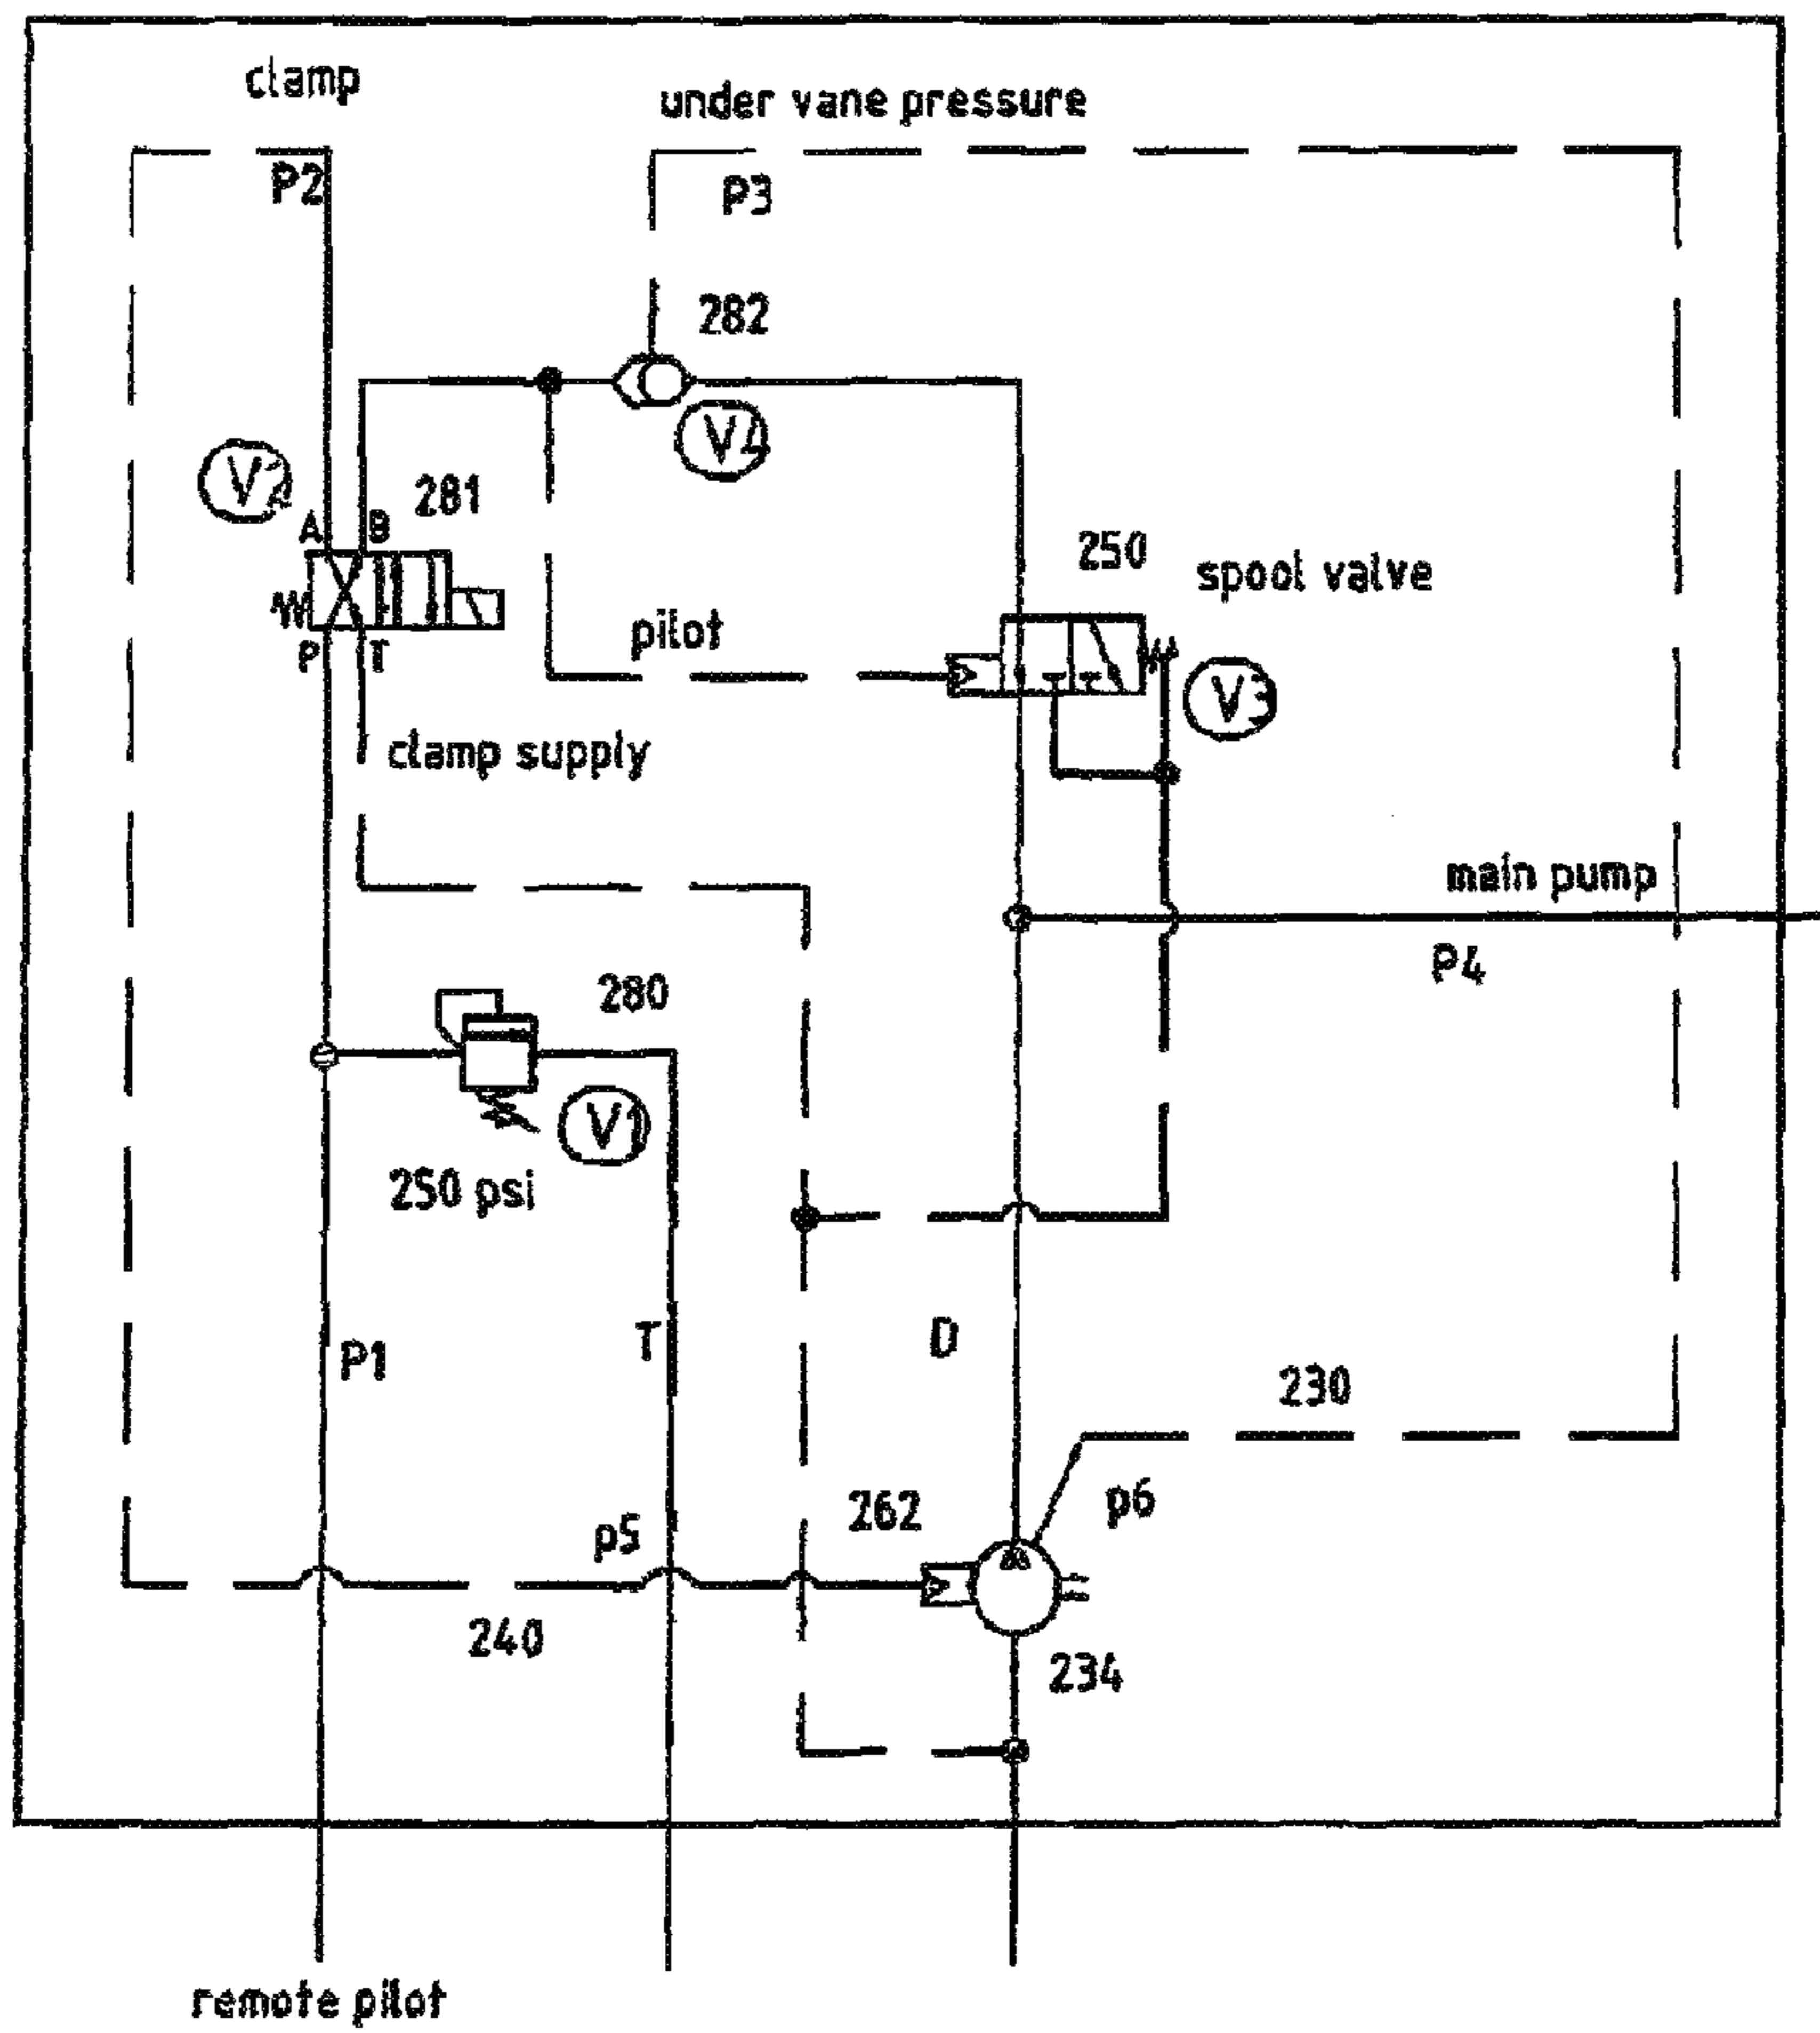 clamp
under vane pressure
P2
P3
282
V4
V2
281
A B
250
spool valve
pilot
P T
V3
clamp supply
main pump
P4
280
V1
250 psi
P1
T
D
230
262
p6
p5
240
234
remote pilot